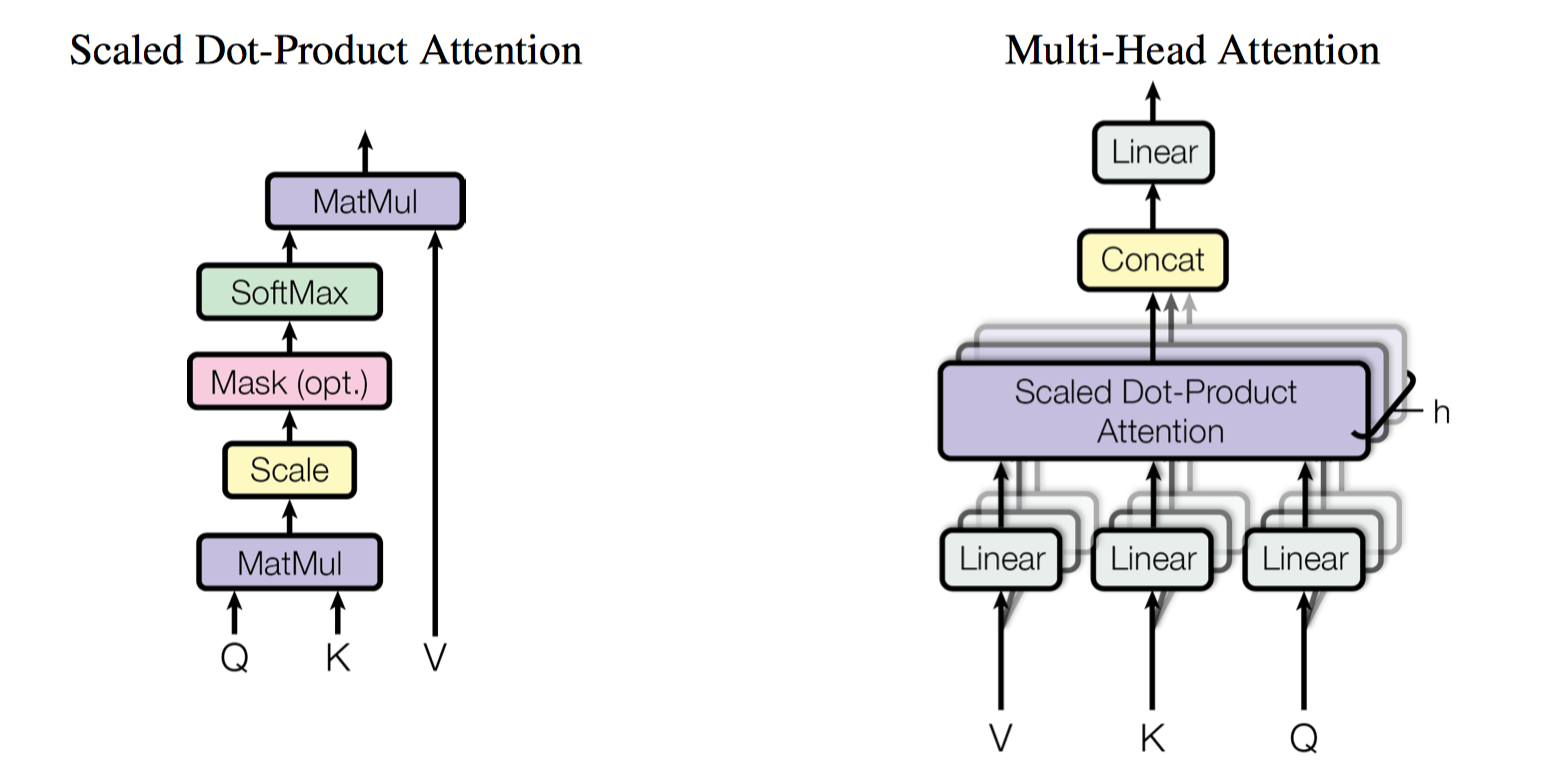 Scaled Dot-Product Attention
MatMul
SoftMax
Mask (opt.)
Scale
MatMul
Q K V
Multi-Head Attention
Linear
Concat
Scaled Dot-Product
Attention
h
Linear Linear Linear
V K Q